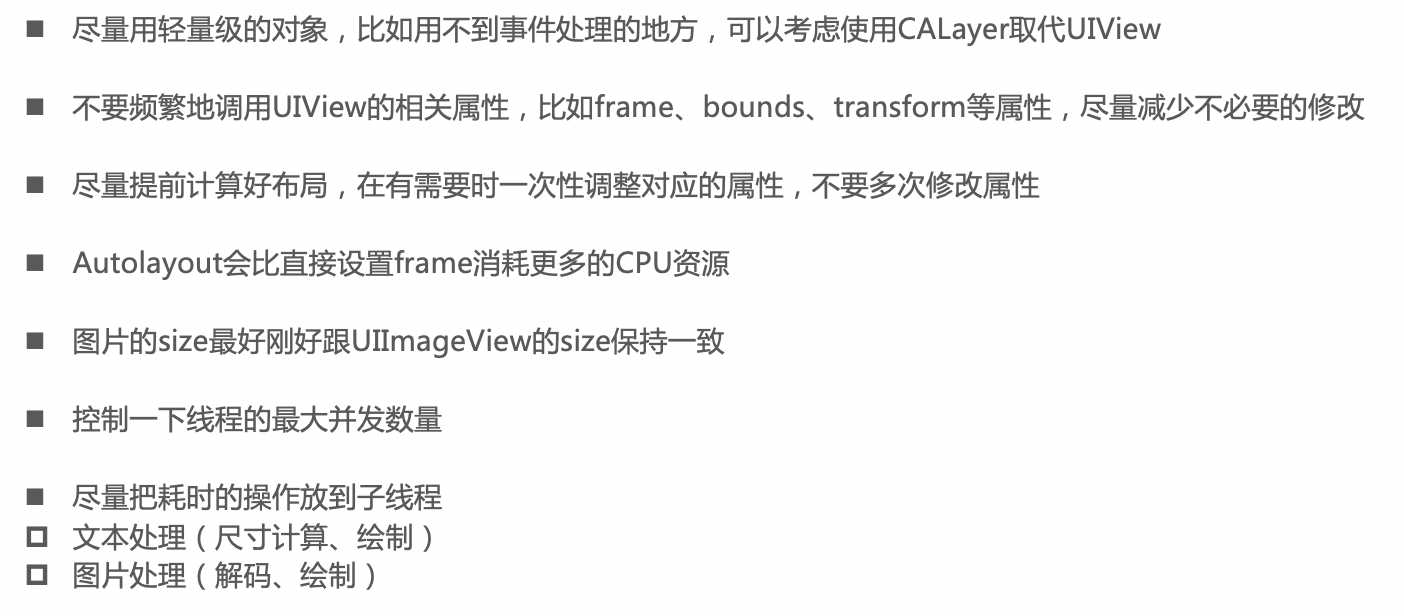 ■ 尽量用轻量级的对象，比如用不到事件处理的地方，可以考虑使用CALayer取代UIView
■ 不要频繁地调用UIView的相关属性，比如frame、bounds、transform等属性，尽量减少不必要的修改
■ 尽量提前计算好布局，在有需要时一次性调整对应的属性，不要多次修改属性
■ Autolayout会比直接设置frame消耗更多的CPU资源
■ 图片的size最好刚好跟UIImageView的size保持一致
■ 控制一下线程的最大并发数量
■ 尽量把耗时的操作放到子线程
□ 文本处理（尺寸计算、绘制）
□ 图片处理（解码、绘制）